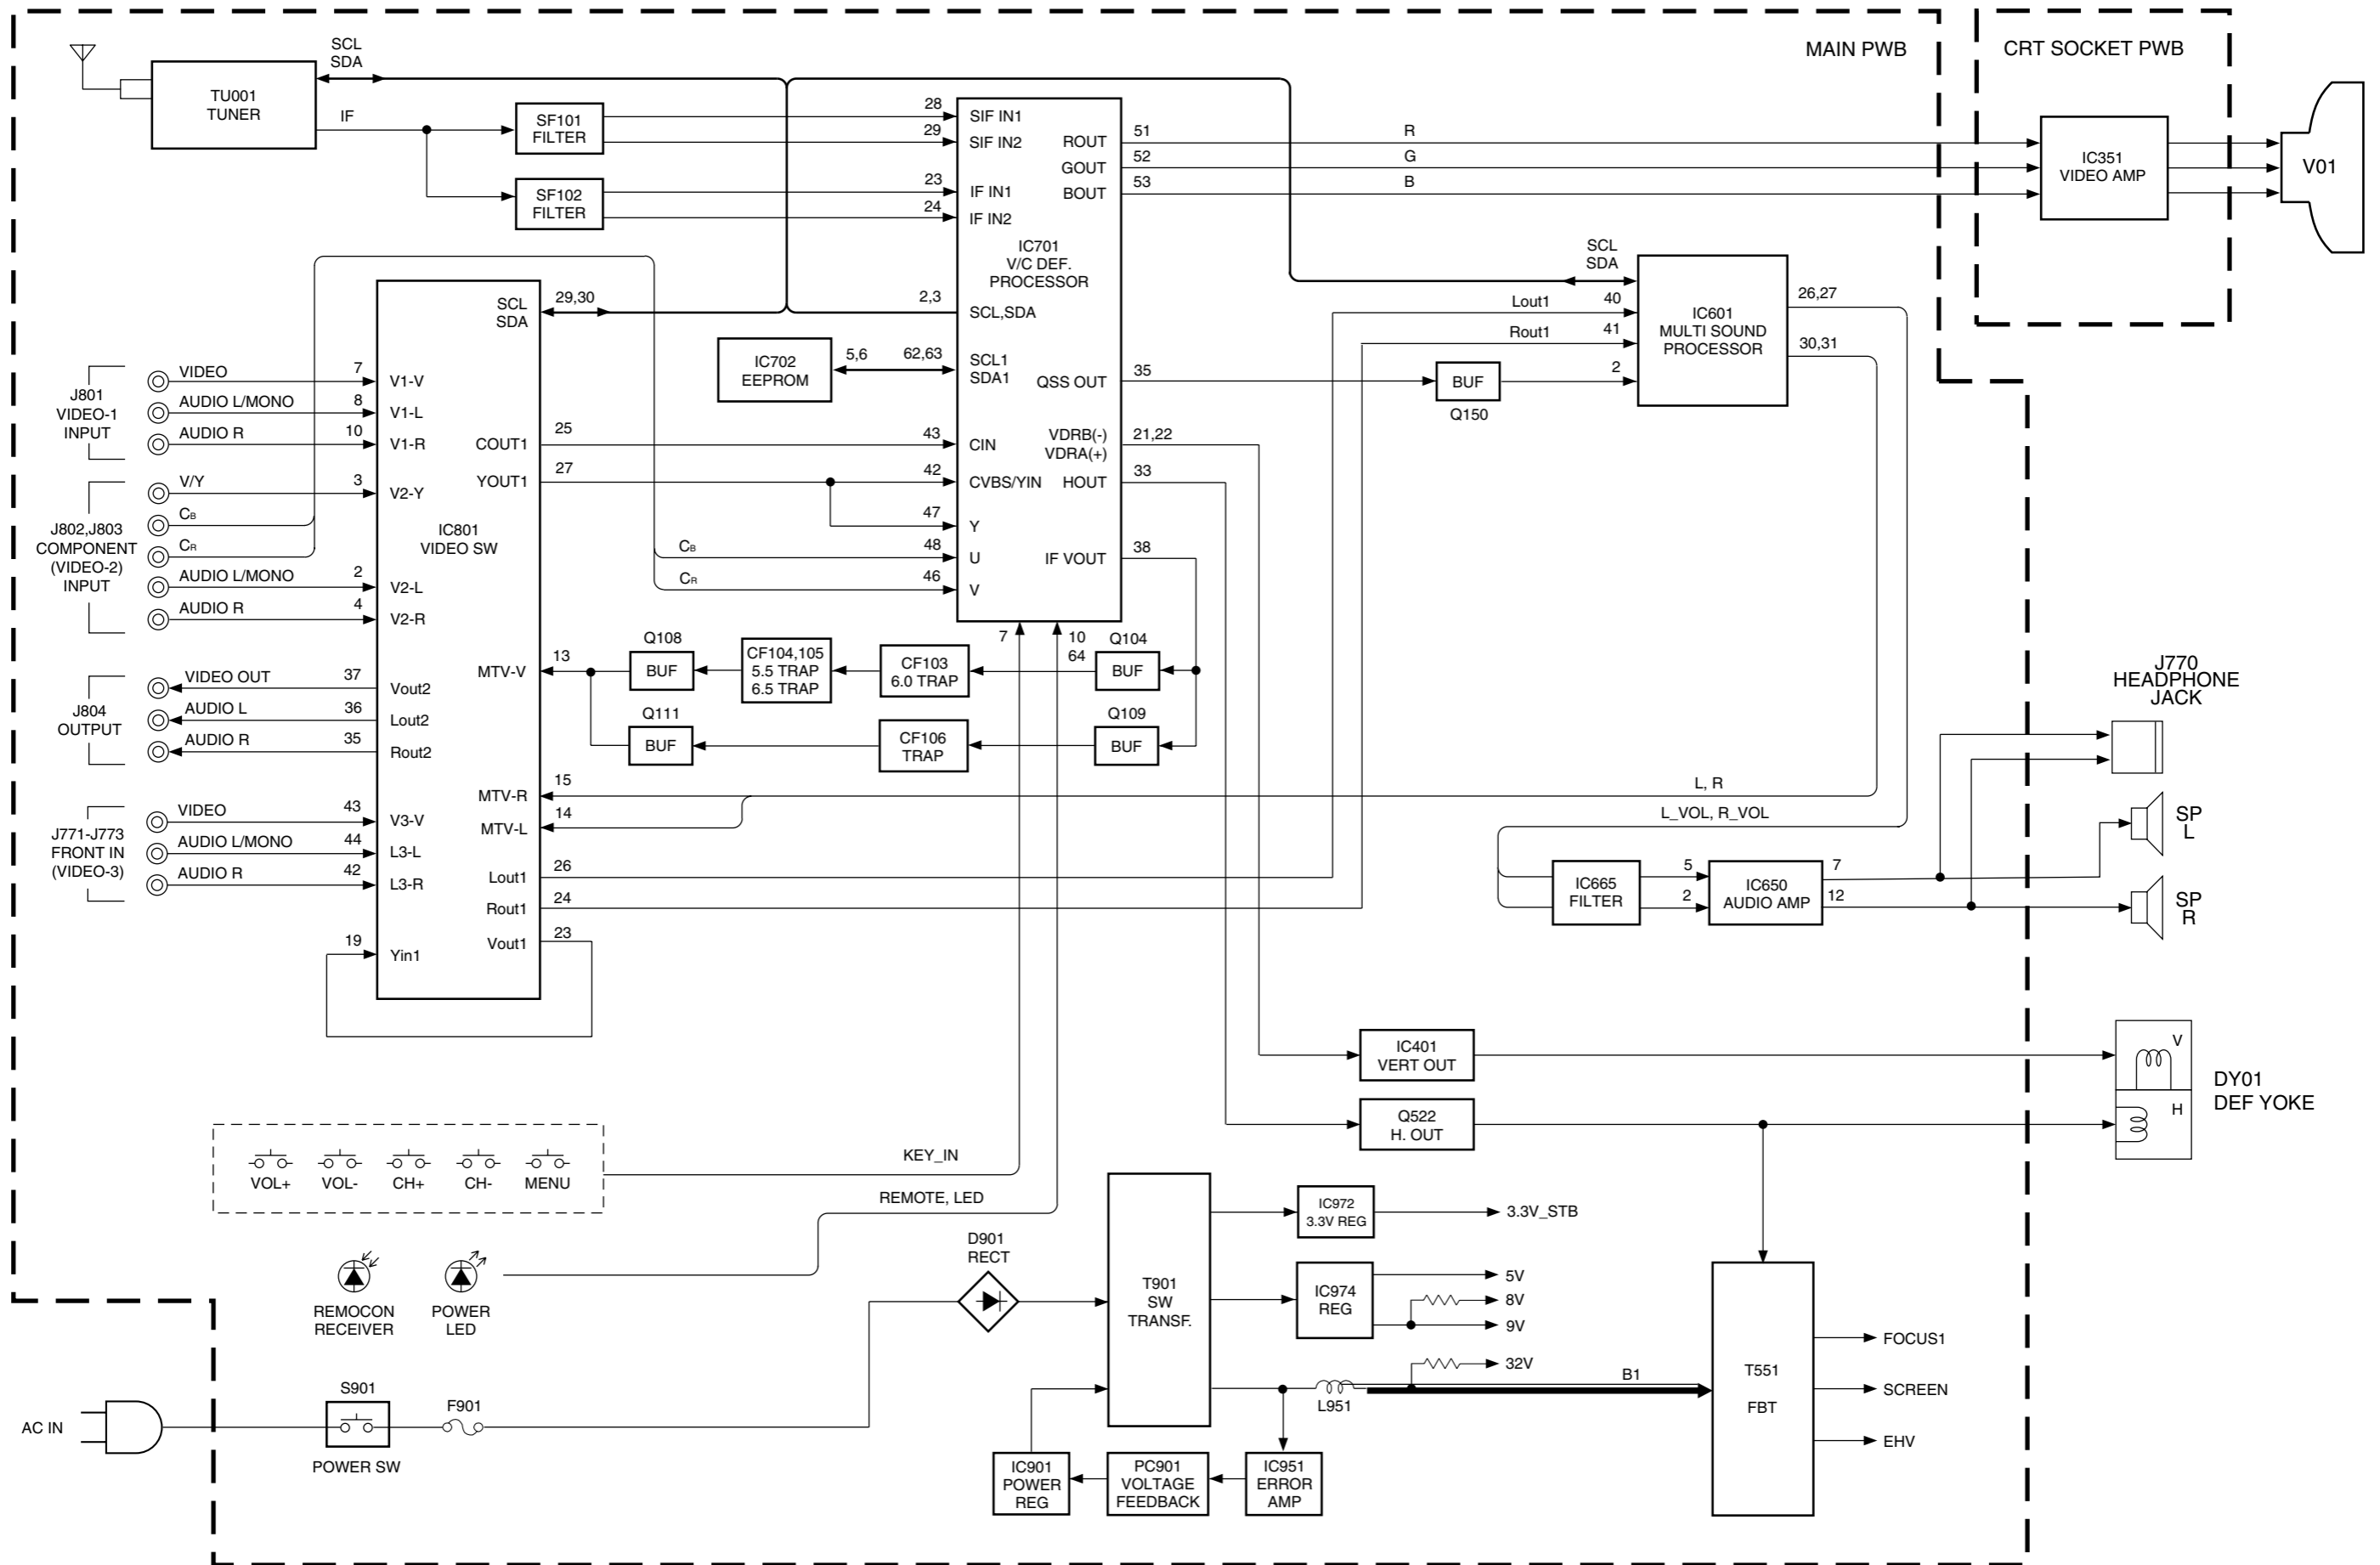 MAIN PWB
CRT SOCKET PWB
SCL
SDA
TU001
TUNER
IF
SF101
FILTER
SF102
FILTER
28
29
23
24
SIF IN1
SIF IN2
IF IN1
IF IN2
IC701
V/C DEF.
PROCESSOR
2,3
SCL,SDA
62,63
SCL1
SDA1
43
CIN
42
CVBS/YIN
47
Y
48
U
46
V
ROUT
GOUT
BOUT
51
52
53
R
G
B
QSS OUT
35
VDRB(-)
VDRA(+)
21,22
HOUT
33
IF VOUT
38
7
10
64
IC351
VIDEO AMP
V01
SCL
SDA
Lout1
40
Rout1
41
2
IC601
MULTI SOUND
PROCESSOR
26,27
30,31
BUF
Q150
IC702
EEPROM
5,6
J801
VIDEO-1
INPUT
VIDEO
7
V1-V
AUDIO L/MONO
8
V1-L
AUDIO R
10
V1-R
J802,J803
COMPONENT
(VIDEO-2)
INPUT
V/Y
3
V2-Y
CB
CR
AUDIO L/MONO
2
V2-L
AUDIO R
4
V2-R
J804
OUTPUT
VIDEO OUT
37
Vout2
AUDIO L
36
Lout2
AUDIO R
35
Rout2
J771-J773
FRONT IN
(VIDEO-3)
VIDEO
43
V3-V
AUDIO L/MONO
44
L3-L
AUDIO R
42
L3-R
19
Yin1
IC801
VIDEO SW
SCL
SDA
29,30
COUT1
25
YOUT1
27
CB
CR
MTV-V
13
MTV-R
15
MTV-L
14
Lout1
26
Rout1
24
Vout1
23
Q108
BUF
CF104,105
5.5 TRAP
6.5 TRAP
CF103
6.0 TRAP
Q104
BUF
Q111
BUF
CF106
TRAP
Q109
BUF
L, R
L_VOL, R_VOL
IC665
FILTER
5
2
IC650
AUDIO AMP
7
12
J770
HEADPHONE
JACK
SP
L
SP
R
IC401
VERT OUT
Q522
H. OUT
V
H
DY01
DEF YOKE
VOL+
VOL-
CH+
CH-
MENU
KEY_IN
REMOTE, LED
REMOCON
RECEIVER
POWER
LED
D901
RECT
T901
SW
TRANSF.
IC972
3.3V REG
3.3V_STB
IC974
REG
5V
8V
9V
32V
B1
L951
T551
FBT
FOCUS1
SCREEN
EHV
AC IN
S901
POWER SW
F901
IC901
POWER
REG
PC901
VOLTAGE
FEEDBACK
IC951
ERROR
AMP